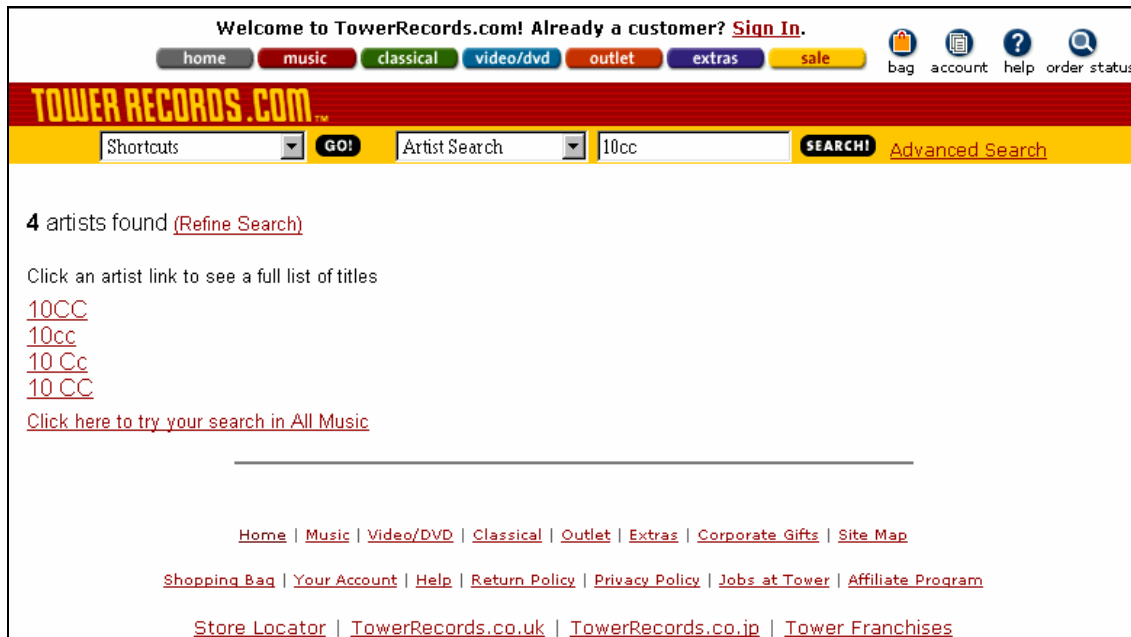 Welcome to TowerRecords.com! Already a customer? Sign In.
home music classical video/dvd outlet extras sale
bag account help order status
TOWER RECORDS.COM™
Shortcuts GO! Artist Search 10cc SEARCH! Advanced Search
4 artists found (Refine Search)
Click an artist link to see a full list of titles
10CC
10cc
10 Cc
10 CC
Click here to try your search in All Music
Home | Music | Video/DVD | Classical | Outlet | Extras | Corporate Gifts | Site Map
Shopping Bag | Your Account | Help | Return Policy | Privacy Policy | Jobs at Tower | Affiliate Program
Store Locator | TowerRecords.co.uk | TowerRecords.co.jp | Tower Franchises